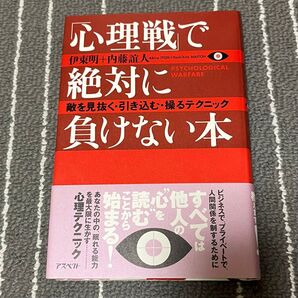 「心理戦」で
伊東明+内藤誼人
絶対に
PSYCHOLOGICAL
WARFARE
敵を見抜く・引き込む・操るテクニック
負けない本
ビジネスで、プライベートで
人間関係を制するために
すべては
他人の
“心”を
読む
ことから
始まる!
あなたの中の「眠れる能力」
を最大限に生かす
心理テクニック
アスペクト